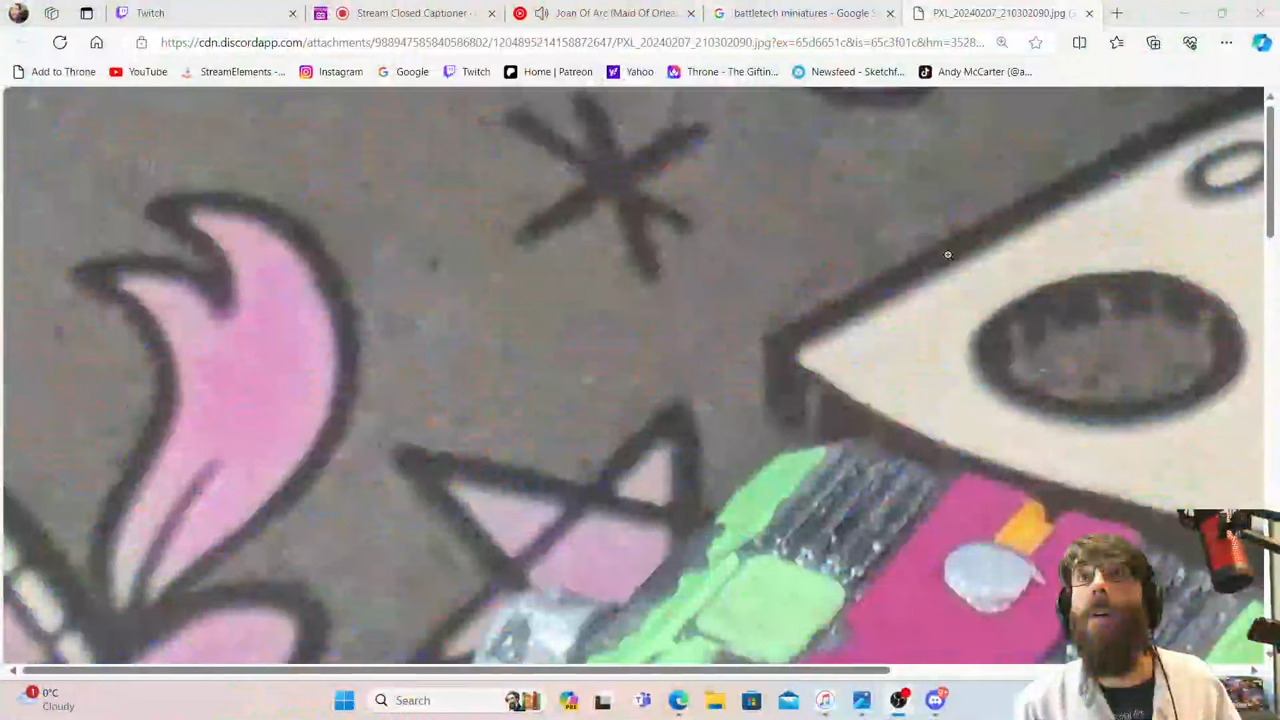 Twitch
Stream Closed Captioner -
Joan Of Arc (Maid Of Orlea
battletech miniatures - Google S
PXL_20240207_210302090.jpg (
https://cdn.discordapp.com/attachments/988947585840586802/1204895214158872647/PXL_20240207_210302090.jpg?ex=65d6651c&is=65c3f01c&hm=3528...
Add to Throne
YouTube
StreamElements -...
Instagram
Google
Twitch
Home | Patreon
Yahoo
Throne - The Giftin...
Newsfeed - Sketchf...
Andy McCarter (@a...
1
0°C
Cloudy
Search